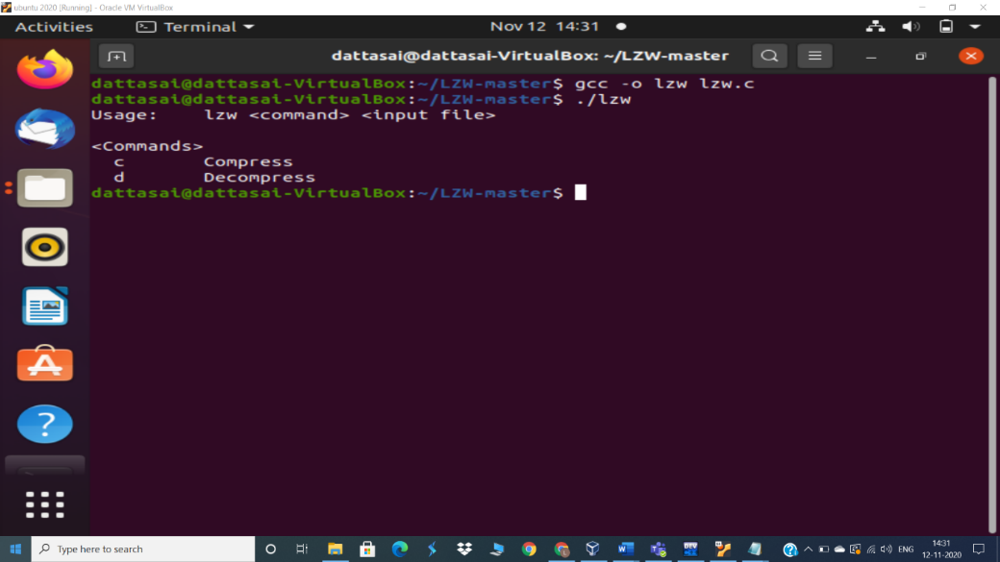 ubuntu 2020 [Running] - Oracle VM VirtualBox
Activities Terminal Nov 12 14:31
dattasai@dattasai-VirtualBox: ~/LZW-master
dattasai@dattasai-VirtualBox:~/LZW-master$ gcc -o lzw lzw.c
dattasai@dattasai-VirtualBox:~/LZW-master$ ./lzw
Usage: lzw <command> <input file>
<Commands>
c Compress
d Decompress
dattasai@dattasai-VirtualBox:~/LZW-master$
Type here to search
ENG
14:31
12-11-2020